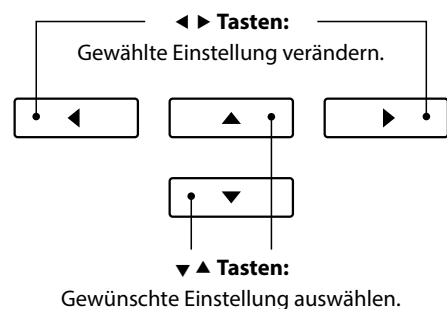 ◀ ▶ Tasten:
Gewählte Einstellung verändern.
▼ ▲ Tasten:
Gewünschte Einstellung auswählen.